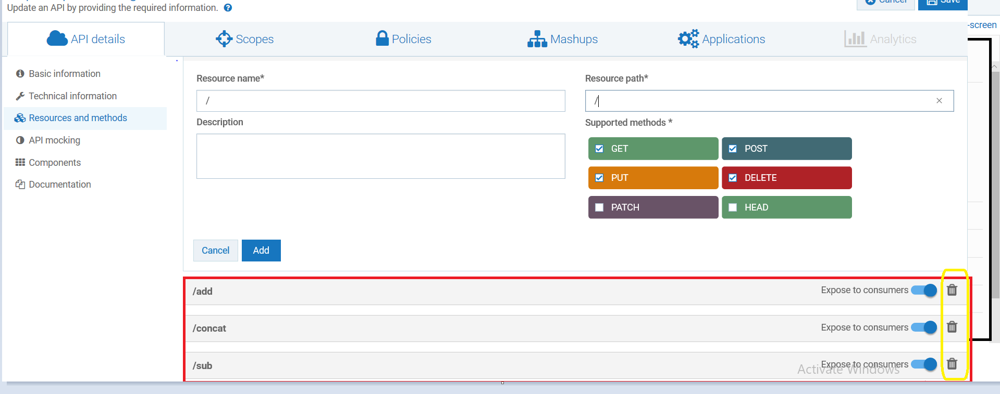 Update an API by providing the required information.
Cancel
Save
-screen
API details
Scopes
Policies
Mashups
Applications
Analytics
Basic information
Technical information
Resources and methods
API mocking
Components
Documentation
Resource name*
Resource path*
/
/
Description
Supported methods *
GET
POST
PUT
DELETE
PATCH
HEAD
Cancel
Add
/add
Expose to consumers
/concat
Expose to consumers
/sub
Expose to consumers
Activate Windows